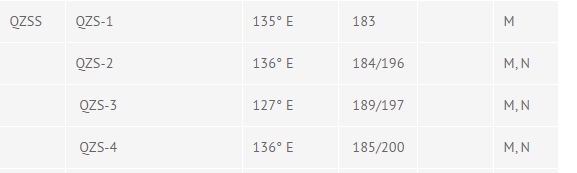 QZSS QZS-1 135° E 183 M
QZS-2 136° E 184/196 M, N
QZS-3 127° E 189/197 M, N
QZS-4 136° E 185/200 M, N